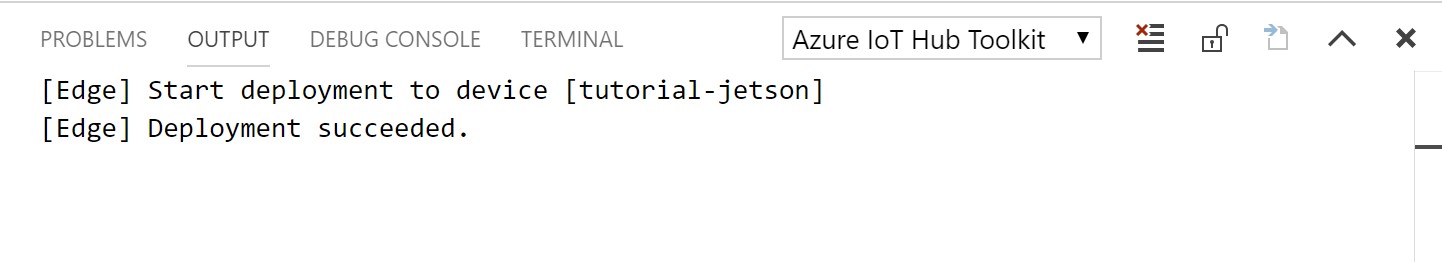 PROBLEMS OUTPUT DEBUG CONSOLE TERMINAL Azure IoT Hub Toolkit
[Edge] Start deployment to device [tutorial-jetson]
[Edge] Deployment succeeded.